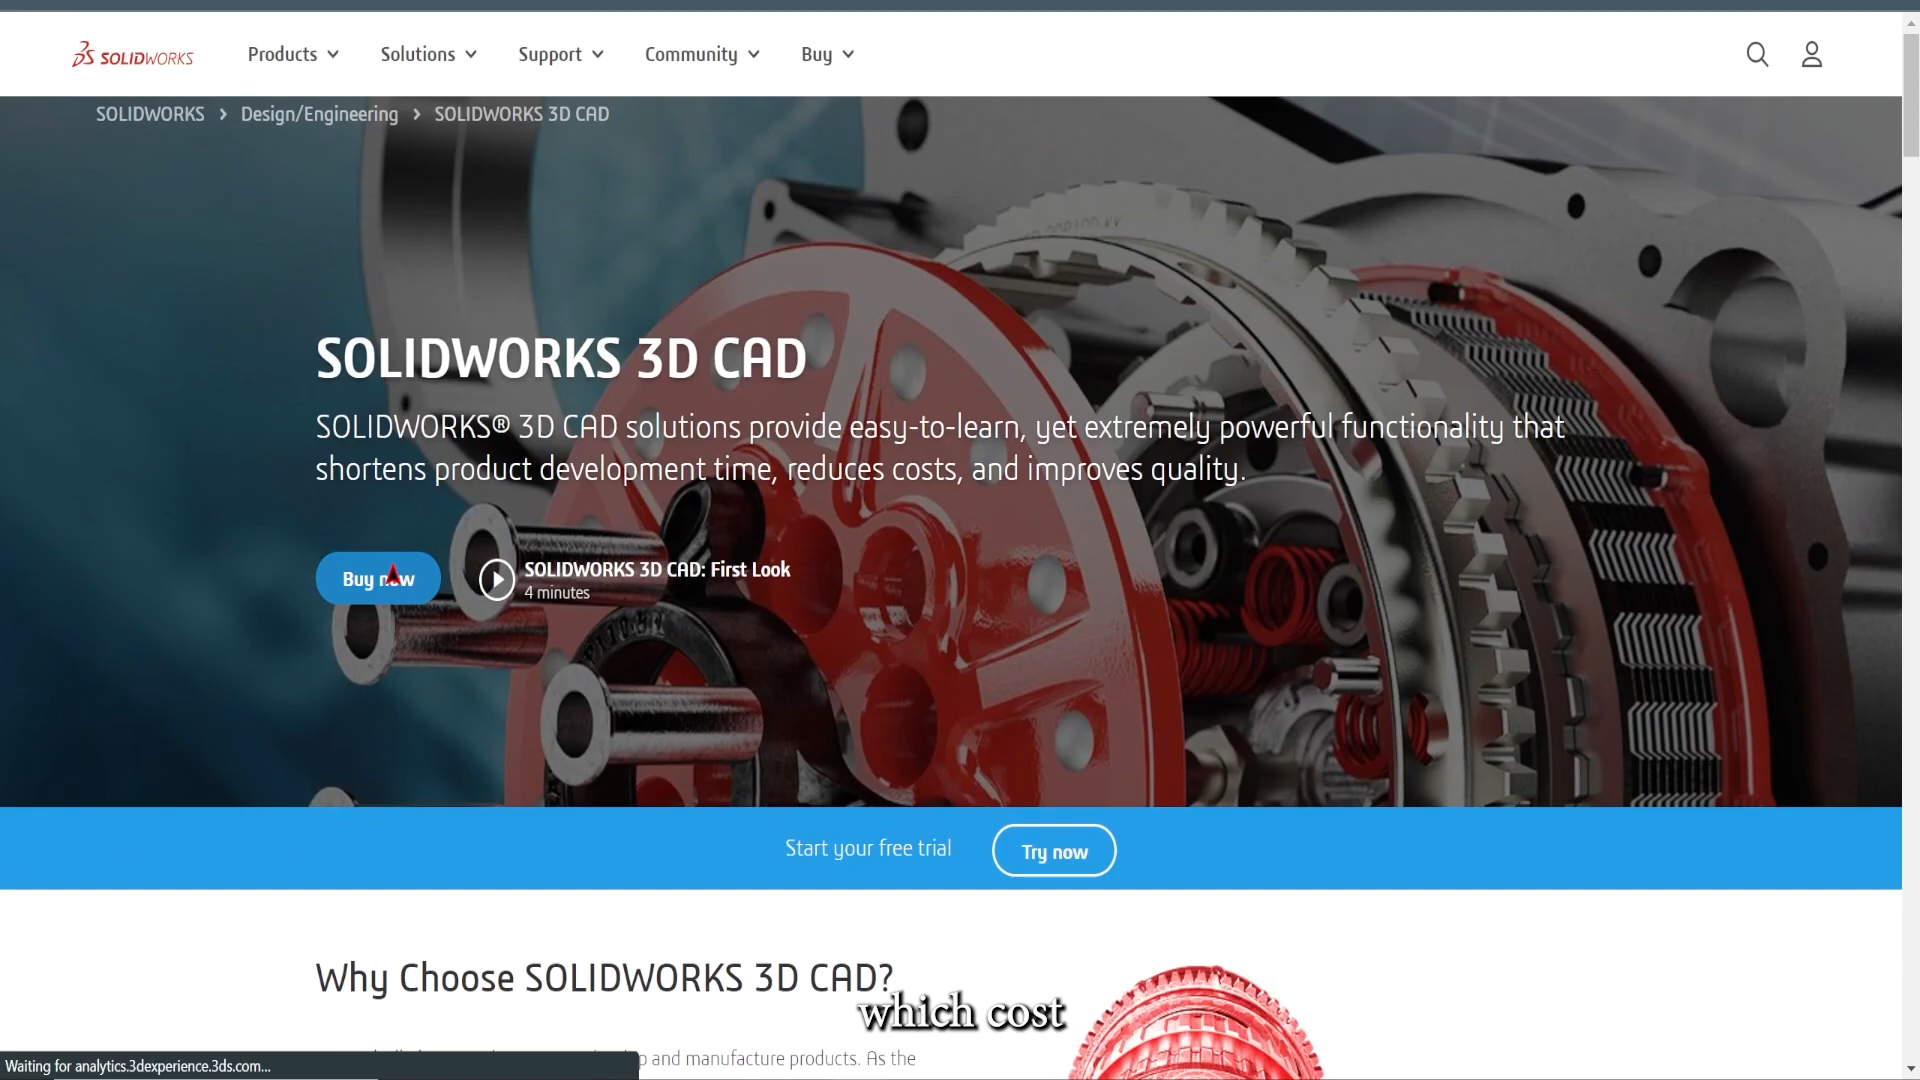 SOLIDWORKS
Products
Solutions
Support
Community
Buy
SOLIDWORKS > Design/Engineering > SOLIDWORKS 3D CAD
SOLIDWORKS 3D CAD
SOLIDWORKS® 3D CAD solutions provide easy-to-learn, yet extremely powerful functionality that
shortens product development time, reduces costs, and improves quality.
Buy now
SOLIDWORKS 3D CAD: First Look
4 minutes
Start your free trial
Try now
Why Choose SOLIDWORKS 3D CAD?
which cost
and manufacture products. As the
Waiting for analytics.3dexperience.3ds.com...